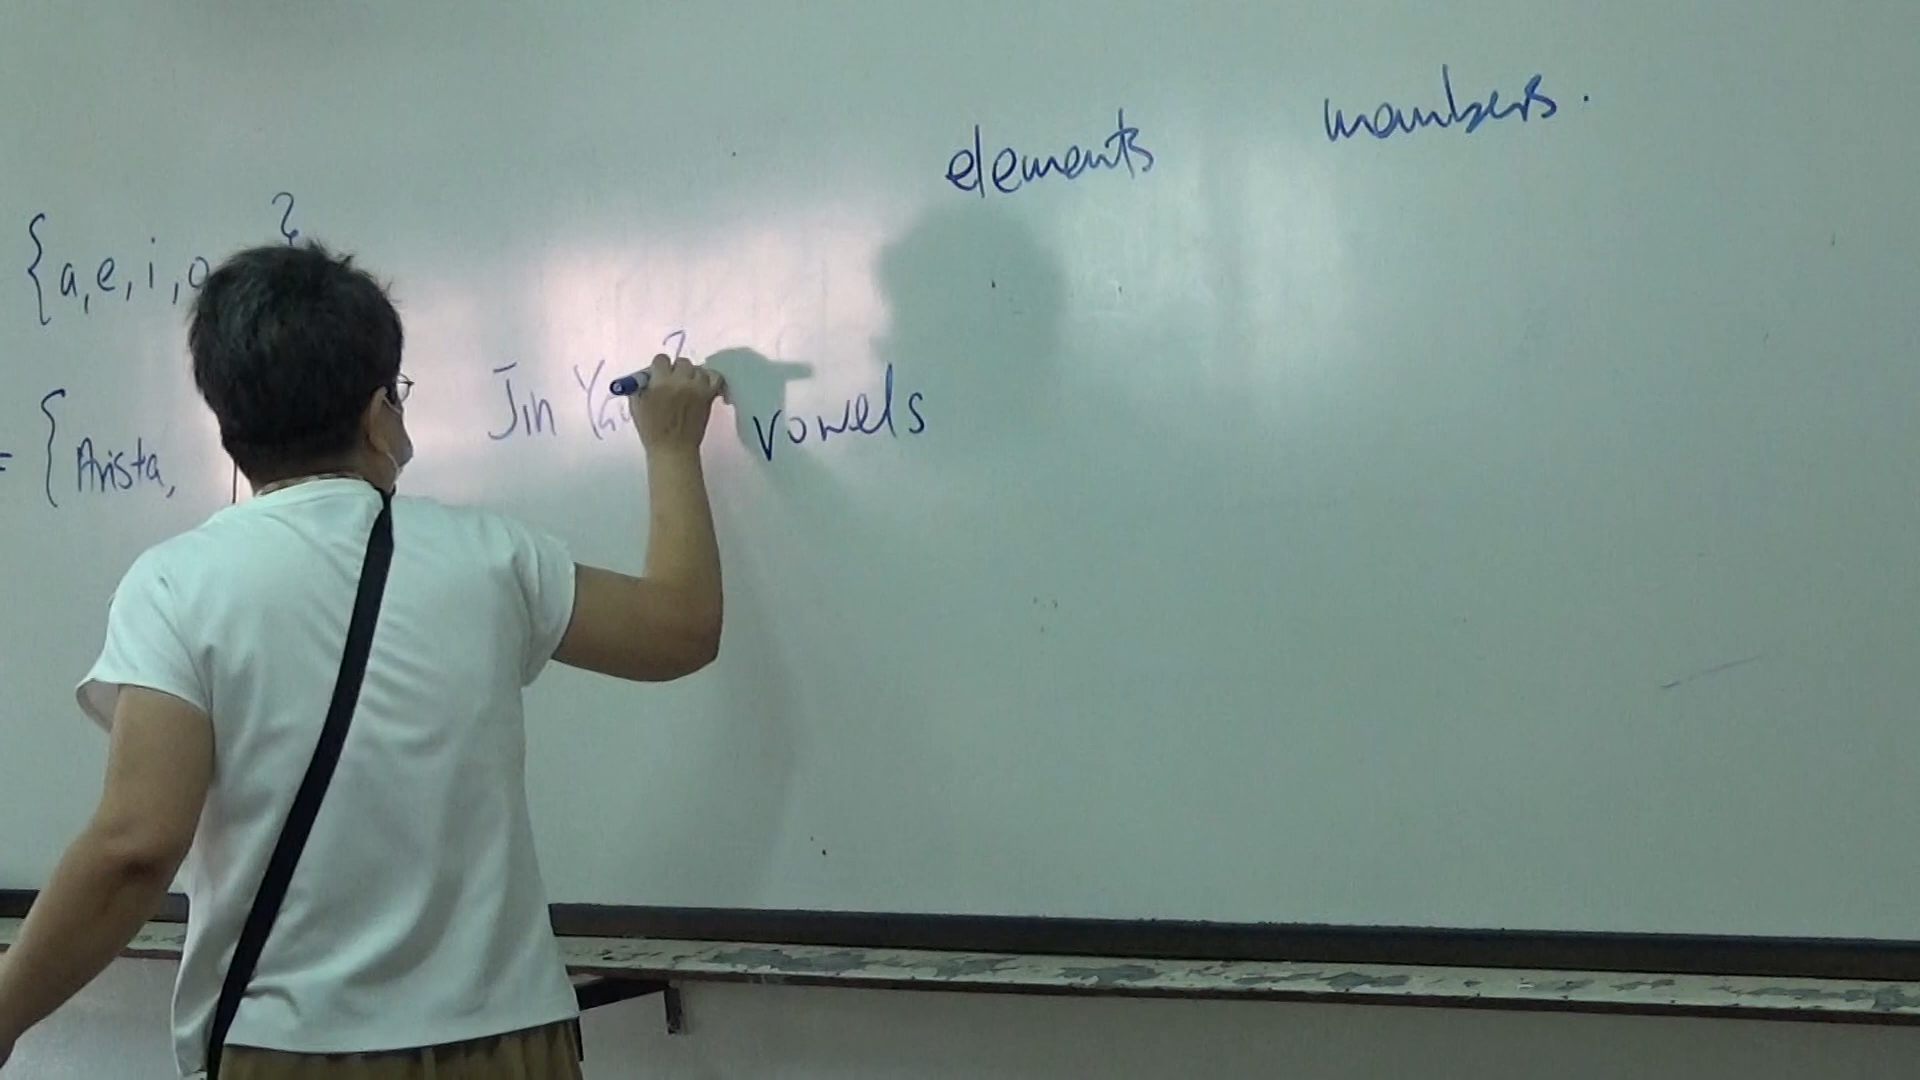 elements members.
{a, e, i, o }
Jin
vowels
= { Arista,